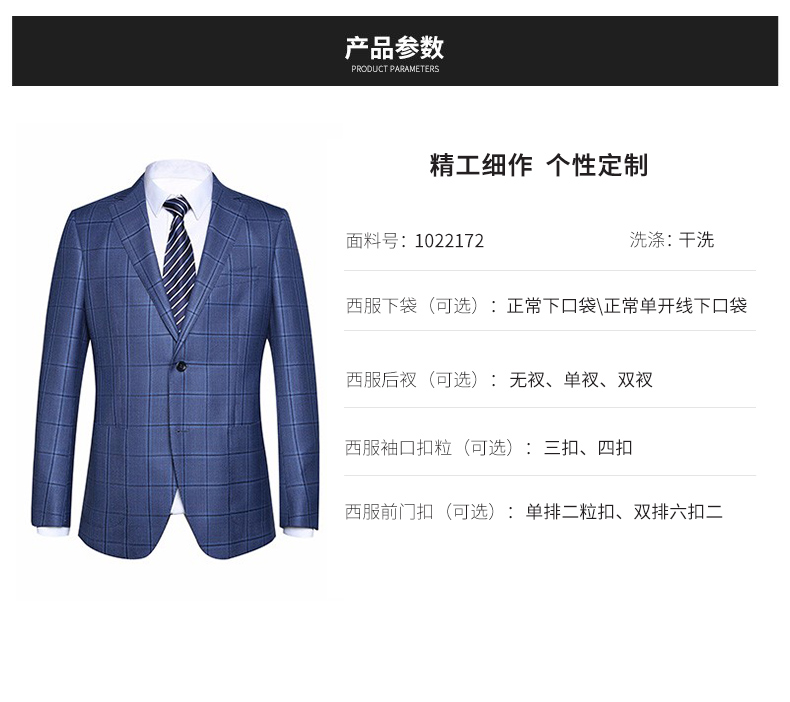 产品参数
PRODUCT PARAMETERS
精工细作 个性定制
面料号：1022172 洗涤：干洗
西服下袋（可选）：正常下口袋\正常单开线下口袋
西服后衩（可选）：无衩、单衩、双衩
西服袖口扣粒（可选）：三扣、四扣
西服前门扣（可选）：单排二粒扣、双排六扣二